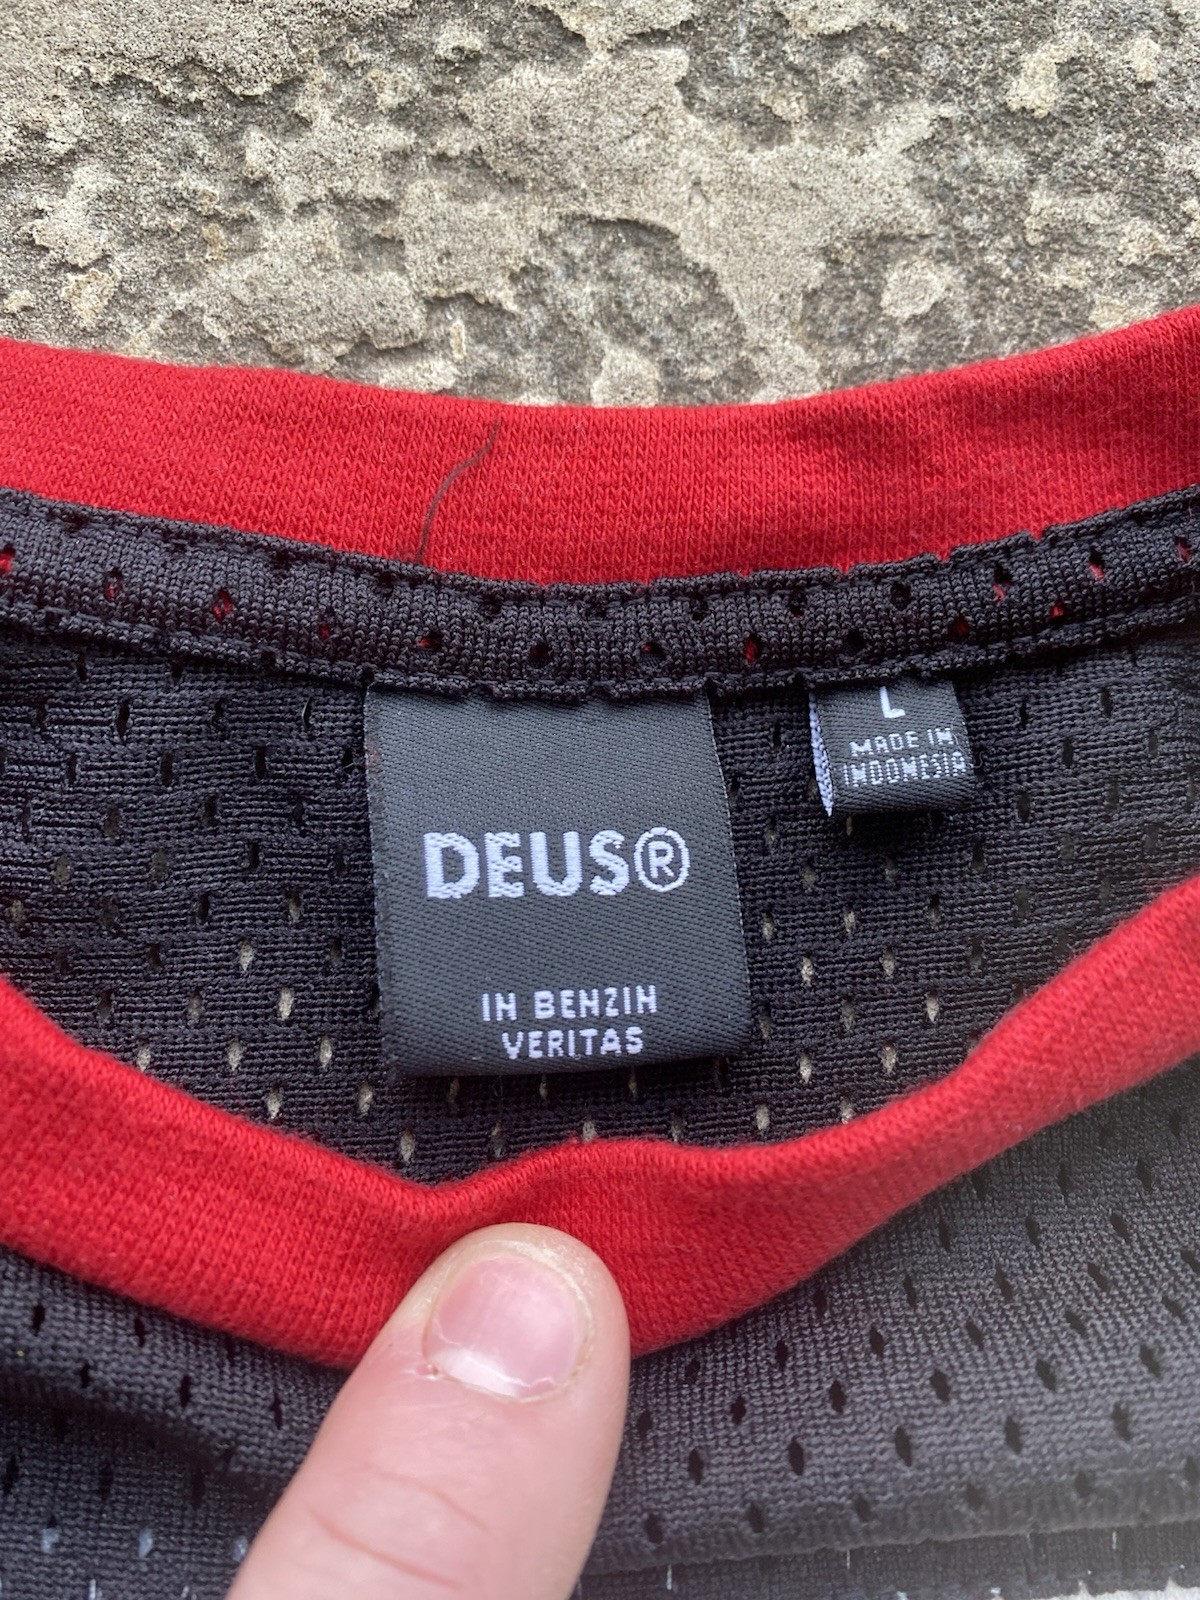 DEUS®
IN BENZIN
VERITAS
L
MADE IN
INDONESIA